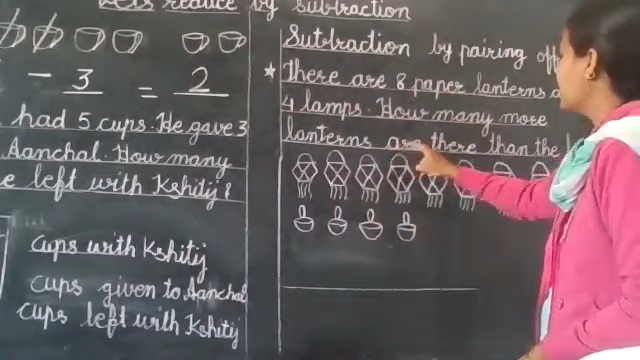 Lets reduce by Subtraction
- 3 = 2
had 5 cups. He gave 3
Aanchal. How many
left with Kshitij?
cups with Kshitij
cups given to Aanchal
cups left with Kshitij
Subtraction by pairing off
★ There are 8 paper lanterns
4 lamps. How many more
lanterns are there than the